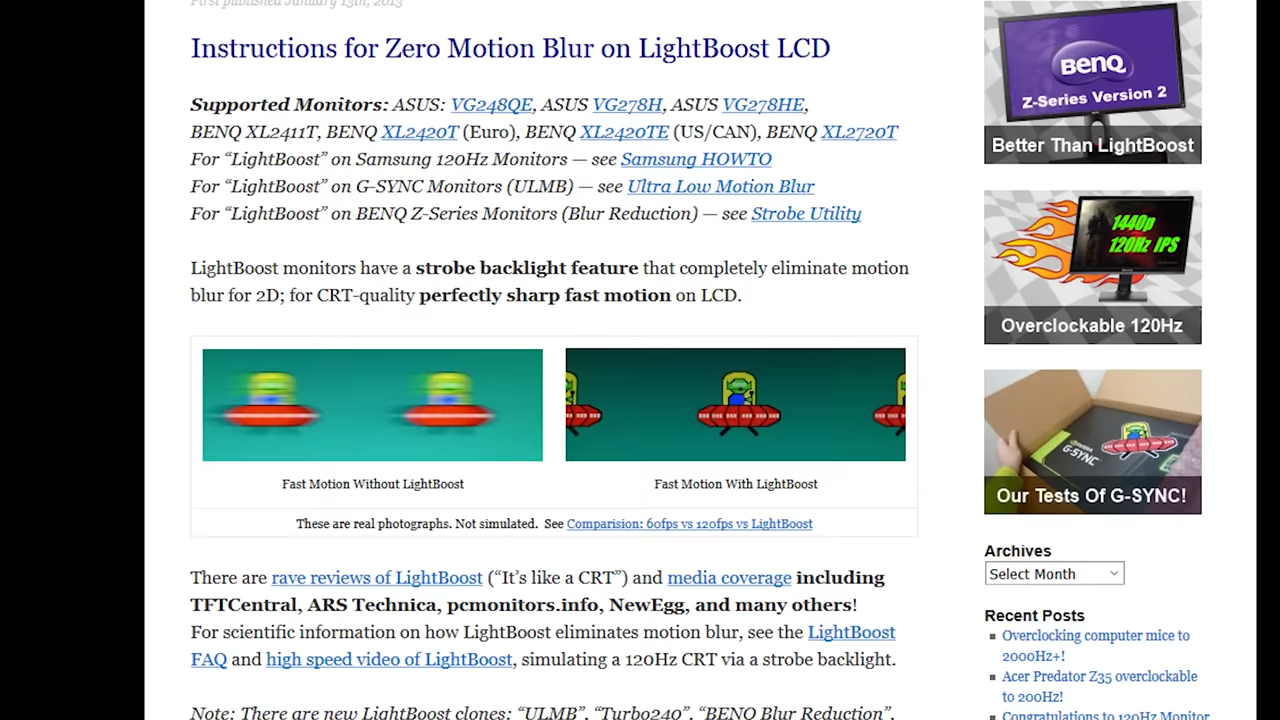 First published January 13th, 2013
Instructions for Zero Motion Blur on LightBoost LCD
Supported Monitors: ASUS: VG248QE, ASUS VG278H, ASUS VG278HE,
BENQ XL2411T, BENQ XL2420T (Euro), BENQ XL2420TE (US/CAN), BENQ XL2720T
For “LightBoost” on Samsung 120Hz Monitors — see Samsung HOWTO
For “LightBoost” on G-SYNC Monitors (ULMB) — see Ultra Low Motion Blur
For “LightBoost” on BENQ Z-Series Monitors (Blur Reduction) — see Strobe Utility
LightBoost monitors have a strobe backlight feature that completely eliminate motion
blur for 2D; for CRT-quality perfectly sharp fast motion on LCD.
Fast Motion Without LightBoost
Fast Motion With LightBoost
These are real photographs. Not simulated. See Comparision: 60fps vs 120fps vs LightBoost
There are rave reviews of LightBoost (“It’s like a CRT”) and media coverage including
TFTCentral, ARS Technica, pcmonitors.info, NewEgg, and many others!
For scientific information on how LightBoost eliminates motion blur, see the LightBoost
FAQ and high speed video of LightBoost, simulating a 120Hz CRT via a strobe backlight.
Note: There are new LightBoost clones: “ULMB”, “Turbo240”, “BENQ Blur Reduction”,
BenQ
Z-Series Version 2
Better Than LightBoost
1440p
120Hz IPS
Overclockable 120Hz
NVIDIA
G-SYNC
Our Tests Of G-SYNC!
Archives
Select Month
Recent Posts
Overclocking computer mice to
2000Hz+!
Acer Predator Z35 overclockable
to 200Hz!
Congratulations to 120Hz Monitor